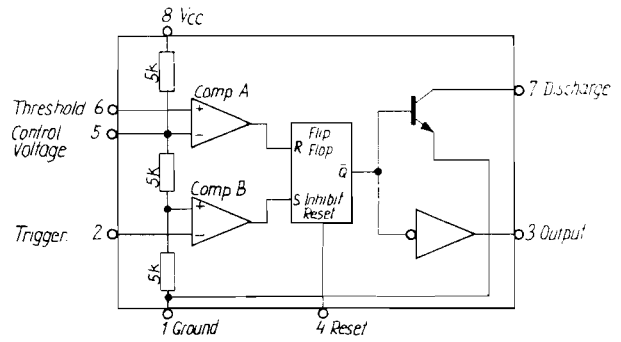 8 Vcc
5K
Comp A
7 Discharge
Threshold 6
+
Control 5
Voltage
-
Flip
R Flop
Q̅
5K
Comp B
+
S Inhibit
Reset
Trigger. 2
-
3 Output
5K
1 Ground
4 Reset